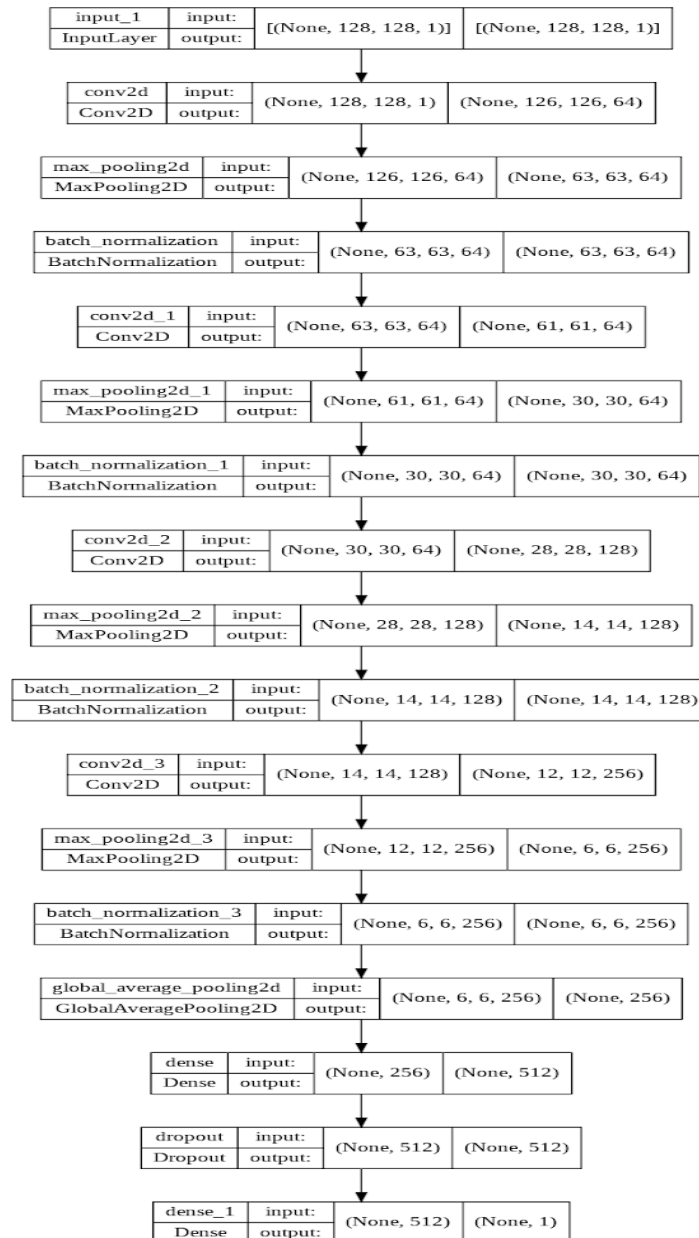 input_1 input: [(None, 128, 128, 1)] [(None, 128, 128, 1)]
InputLayer output:
conv2d input: (None, 128, 128, 1) (None, 126, 126, 64)
Conv2D output:
max_pooling2d input: (None, 126, 126, 64) (None, 63, 63, 64)
MaxPooling2D output:
batch_normalization input: (None, 63, 63, 64) (None, 63, 63, 64)
BatchNormalization output:
conv2d_1 input: (None, 63, 63, 64) (None, 61, 61, 64)
Conv2D output:
max_pooling2d_1 input: (None, 61, 61, 64) (None, 30, 30, 64)
MaxPooling2D output:
batch_normalization_1 input: (None, 30, 30, 64) (None, 30, 30, 64)
BatchNormalization output:
conv2d_2 input: (None, 30, 30, 64) (None, 28, 28, 128)
Conv2D output:
max_pooling2d_2 input: (None, 28, 28, 128) (None, 14, 14, 128)
MaxPooling2D output:
batch_normalization_2 input: (None, 14, 14, 128) (None, 14, 14, 128)
BatchNormalization output:
conv2d_3 input: (None, 14, 14, 128) (None, 12, 12, 256)
Conv2D output:
max_pooling2d_3 input: (None, 12, 12, 256) (None, 6, 6, 256)
MaxPooling2D output:
batch_normalization_3 input: (None, 6, 6, 256) (None, 6, 6, 256)
BatchNormalization output:
global_average_pooling2d input: (None, 6, 6, 256) (None, 256)
GlobalAveragePooling2D output:
dense input: (None, 256) (None, 512)
Dense output:
dropout input: (None, 512) (None, 512)
Dropout output:
dense_1 input: (None, 512) (None, 1)
Dense output: